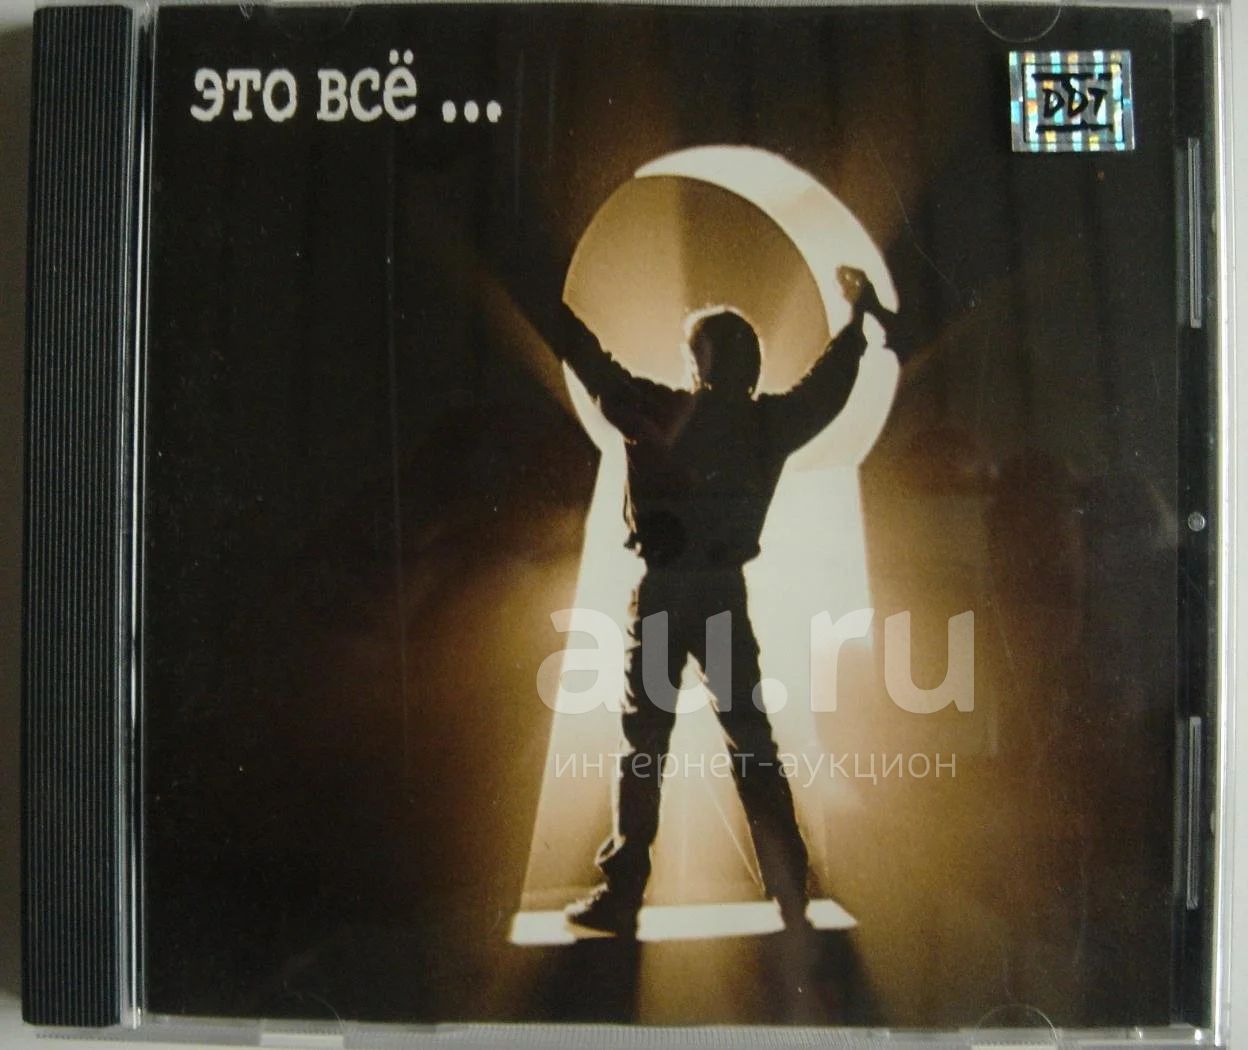 это всё ...
DDT
au.ru
интернет-аукцион